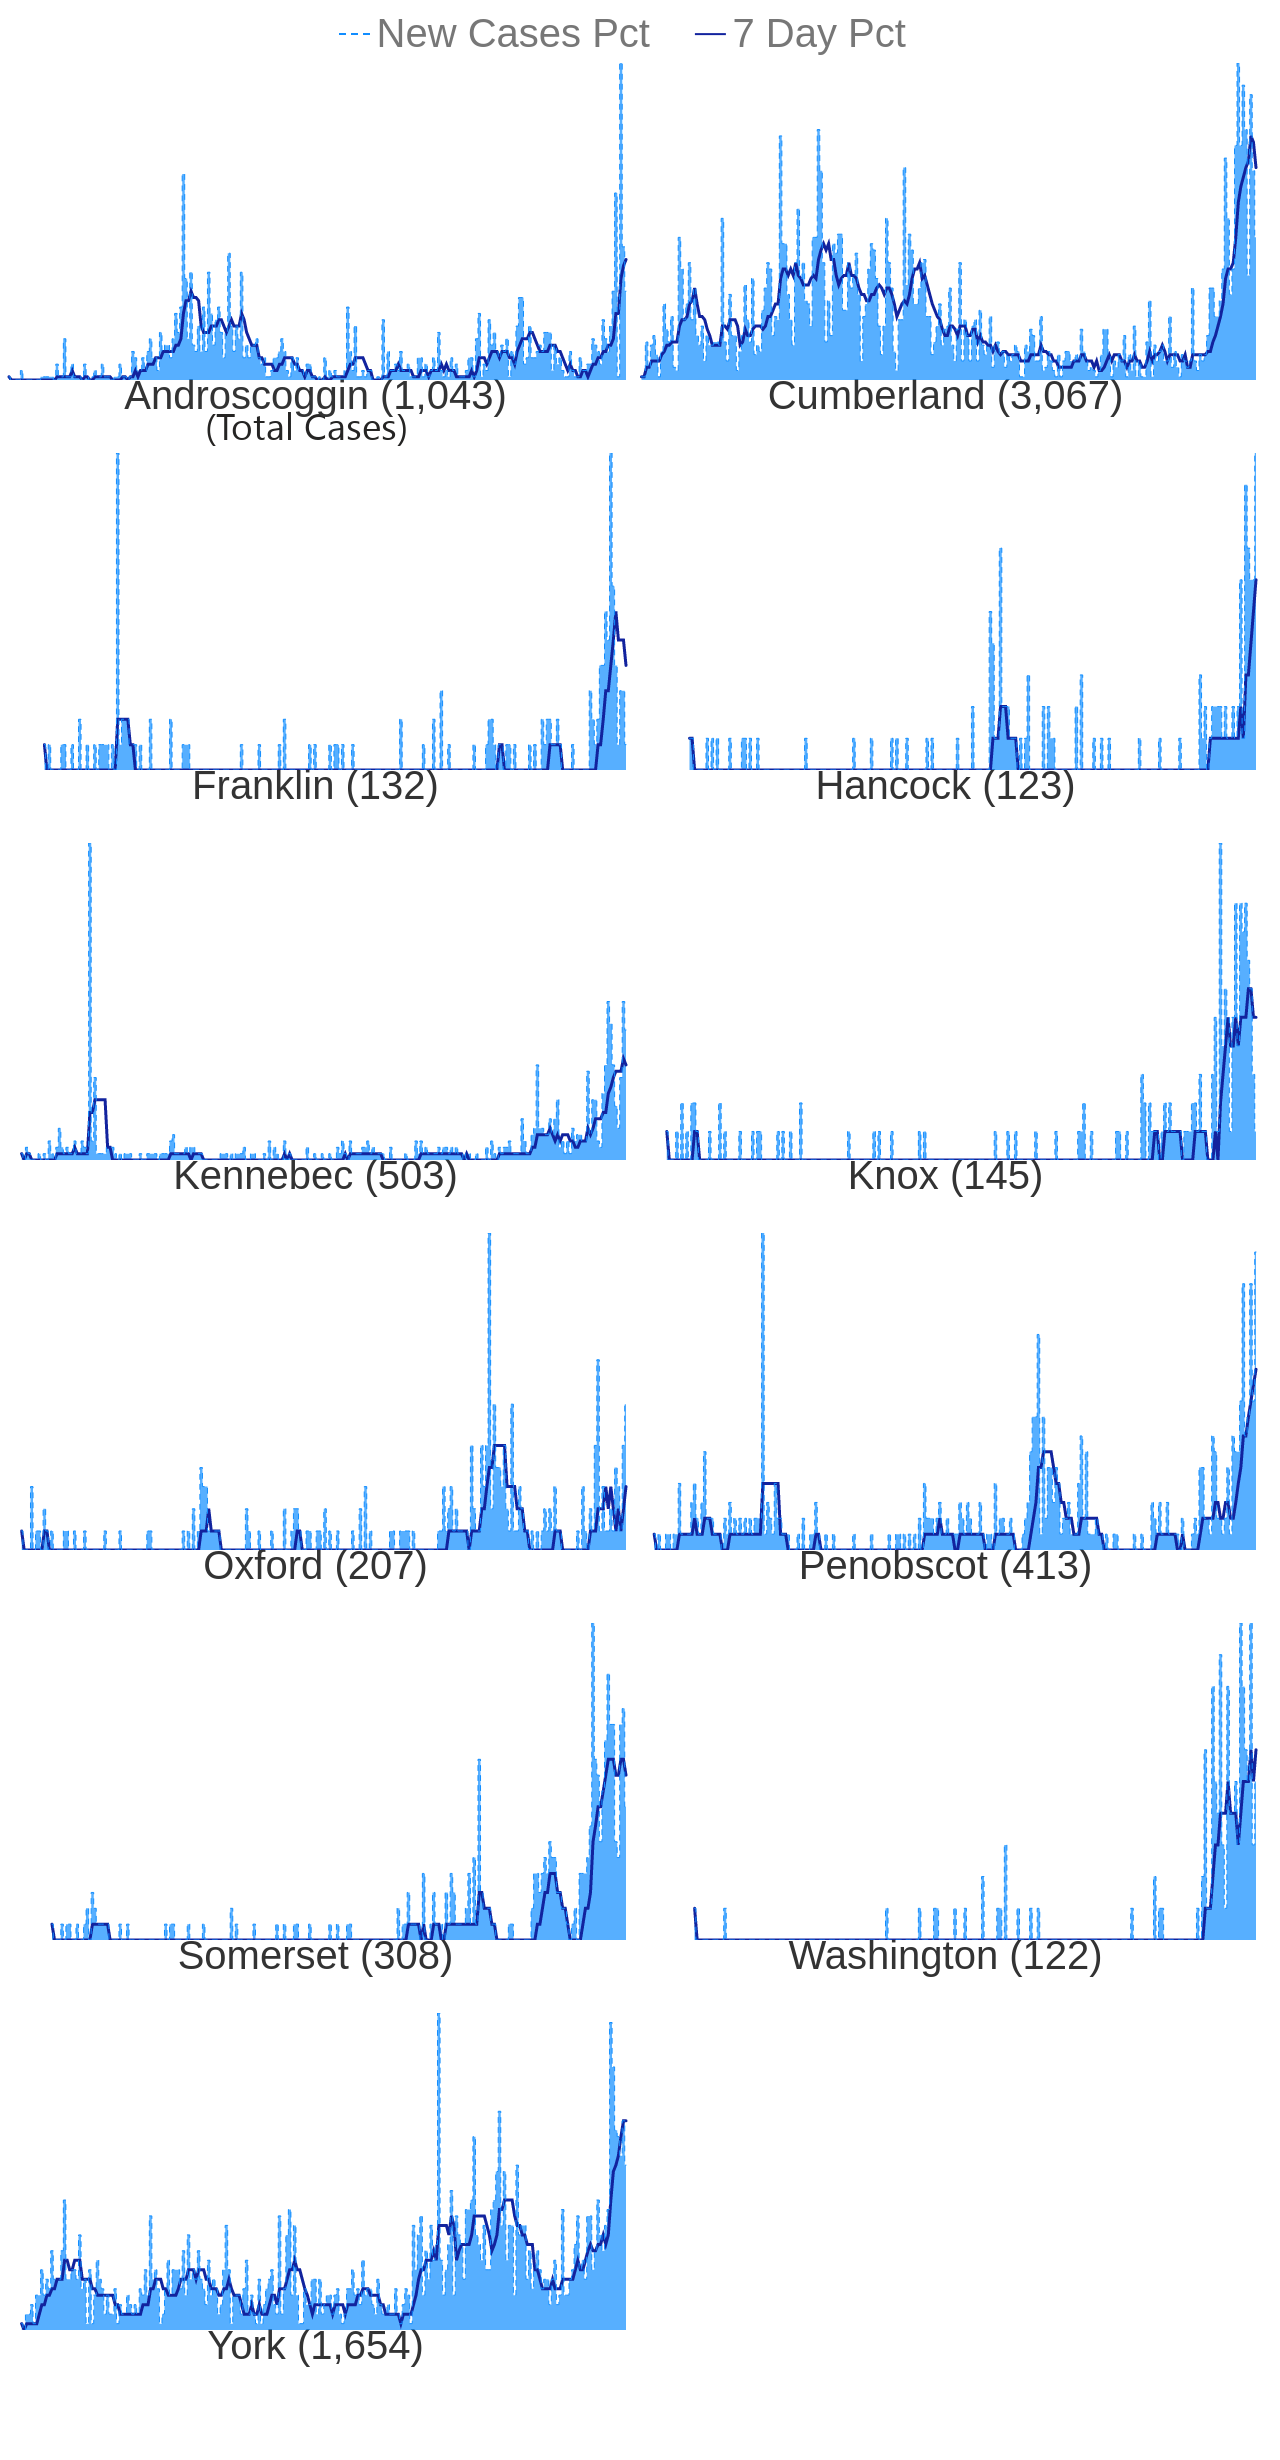 New Cases Pct 7 Day Pct
Androscoggin (1,043) Cumberland (3,067)
(Total Cases)
Franklin (132) Hancock (123)
Kennebec (503) Knox (145)
Oxford (207) Penobscot (413)
Somerset (308) Washington (122)
York (1,654)